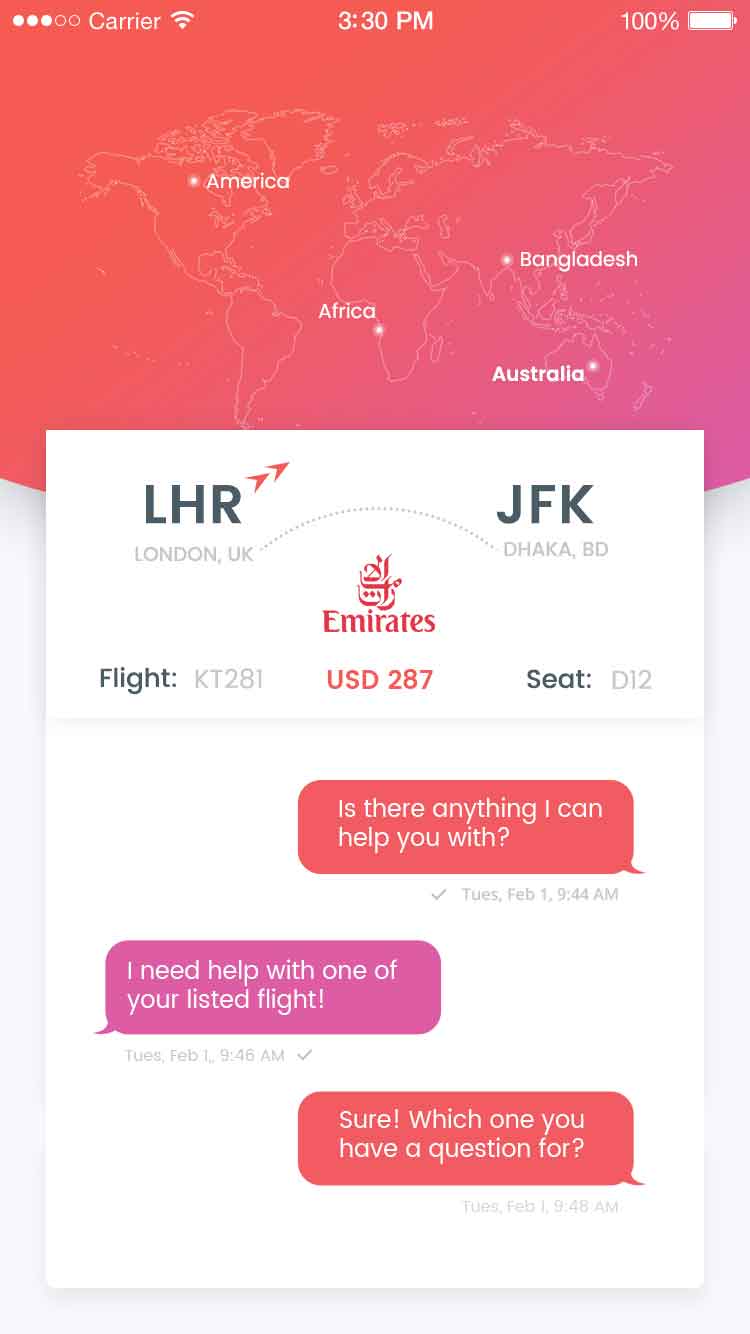 Carrier 3:30 PM 100%
America
Bangladesh
Africa
Australia
LHR JFK
LONDON, UK DHAKA, BD
Emirates
Flight: KT281 USD 287 Seat: D12
Is there anything I can
help you with?
Tues, Feb 1, 9:44 AM
I need help with one of
your listed flight!
Tues, Feb I,, 9:46 AM
Sure! Which one you
have a question for?
Tues, Feb I, 9:48 AM